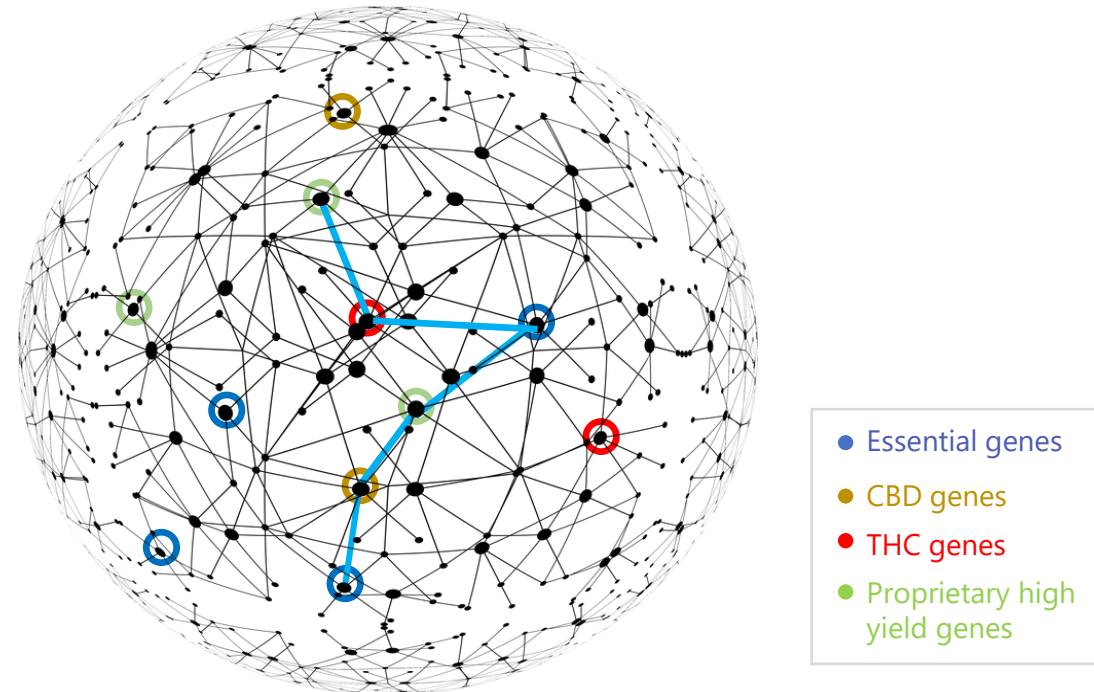 Essential genes
CBD genes
THC genes
Proprietary high
yield genes